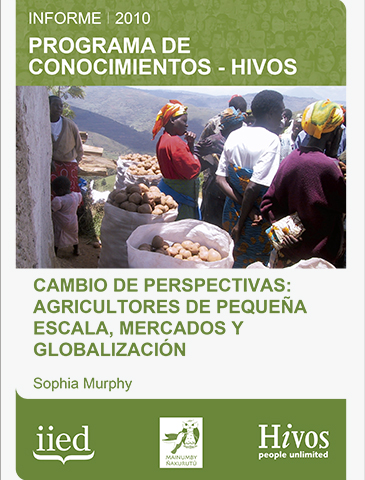 INFORME | 2010
PROGRAMA DE
CONOCIMIENTOS - HIVOS
CAMBIO DE PERSPECTIVAS:
AGRICULTORES DE PEQUEÑA
ESCALA, MERCADOS Y
GLOBALIZACIÓN
Sophia Murphy
iied
MAINUMBY
ÑAKURUTÚ
Hivos
people unlimited